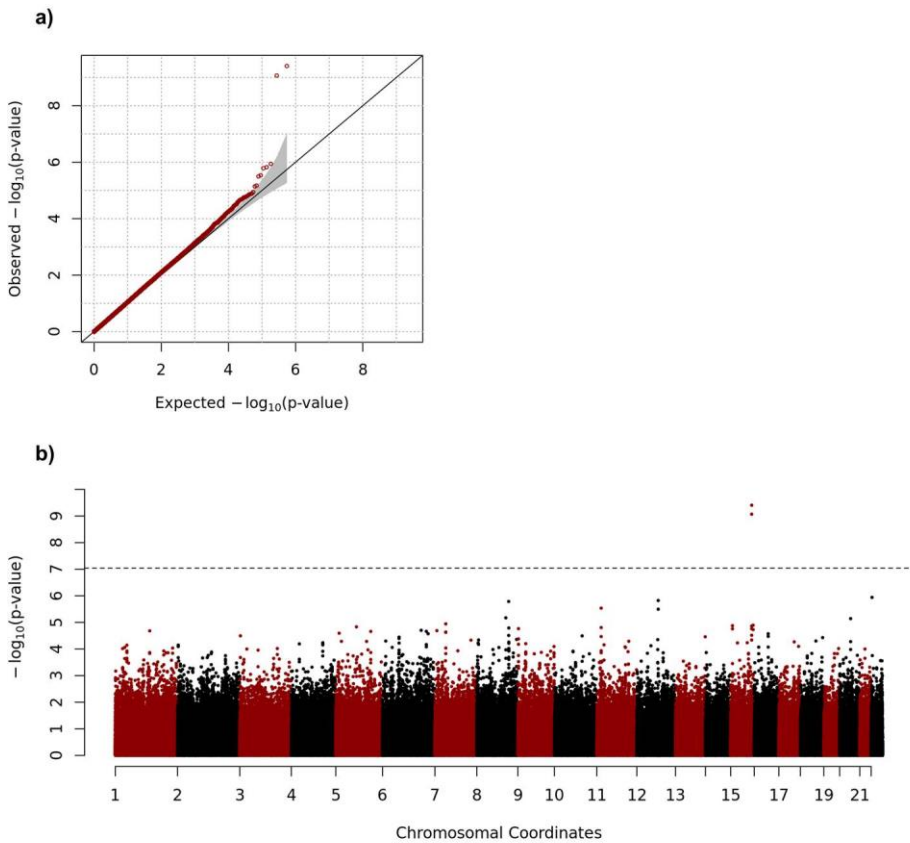 a)
8
6
4
2
0
Observed −log₁₀(p-value)
0 2 4 6 8
Expected −log₁₀(p-value)
b)
9
8
7
6
5
4
3
2
1
0
−log₁₀(p-value)
1 2 3 4 5 6 7 8 9 10 11 12 13 15 17 19 21
Chromosomal Coordinates